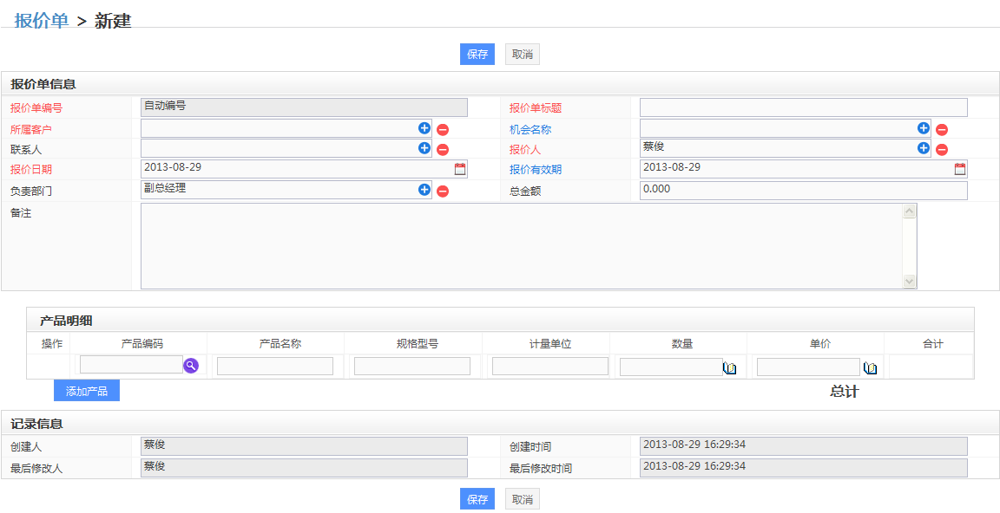 报价单 > 新建
保存 取消
报价单信息
报价单编号 自动编号 报价单标题
所属客户 机会名称
联系人 报价人 蔡俊
报价日期 2013-08-29 报价有效期 2013-08-29
负责部门 副总经理 总金额 0.000
备注
产品明细
操作 产品编码 产品名称 规格型号 计量单位 数量 单价 合计
添加产品 总计
记录信息
创建人 蔡俊 创建时间 2013-08-29 16:29:34
最后修改人 蔡俊 最后修改时间 2013-08-29 16:29:34
保存 取消